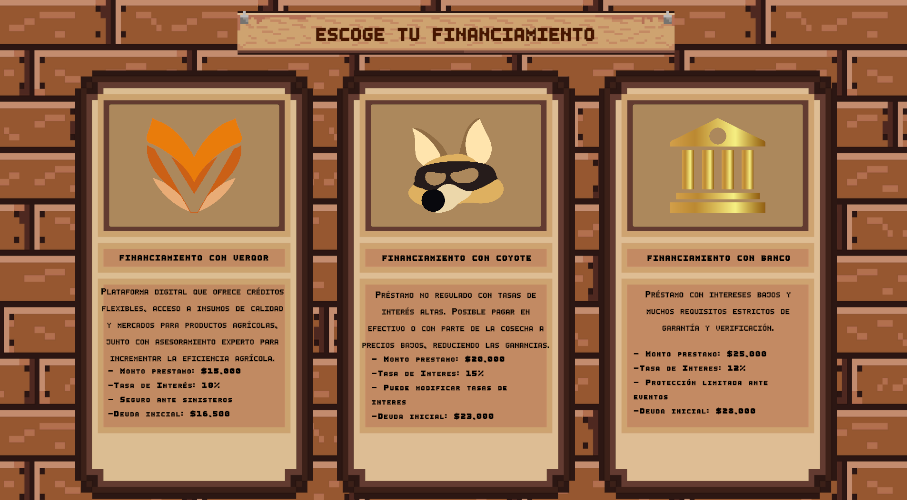 ESCOGE TU FINANCIAMIENTO
FINANCIAMIENTO CON VERQOR
PLATAFORMA DIGITAL QUE OFRECE CRÉDITOS
FLEXIBLES, ACCESO A INSUMOS DE CALIDAD
Y MERCADOS PARA PRODUCTOS AGRÍCOLAS,
JUNTO CON ASESORAMIENTO EXPERTO PARA
INCREMENTAR LA EFICIENCIA AGRÍCOLA.
- MONTO PRESTAMO: $15,000
-TASA DE INTERÉS: 10%
- SEGURO ANTE SINIESTROS
-DEUDA INICIAL: $16,500
FINANCIAMIENTO CON COYOTE
PRÉSTAMO NO REGULADO CON TASAS DE
INTERÉS ALTAS. POSIBLE PAGAR EN
EFECTIVO O CON PARTE DE LA COSECHA A
PRECIOS BAJOS, REDUCIENDO LAS GANANCIAS.
- MONTO PRESTAMO: $20,000
-TASA DE INTERES: 15%
- PUEDE MODIFICAR TASAS DE
INTERES
-DEUDA INICIAL: $23,000
FINANCIAMIENTO CON BANCO
PRÉSTAMO CON INTERESES BAJOS Y
MUCHOS REQUISITOS ESTRICTOS DE
GARANTÍA Y VERIFICACIÓN.
- MONTO PRESTAMO: $25,000
-TASA DE INTERES: 12%
- PROTECCIÓN LIMITADA ANTE
EVENTOS
-DEUDA INICIAL: $28,000